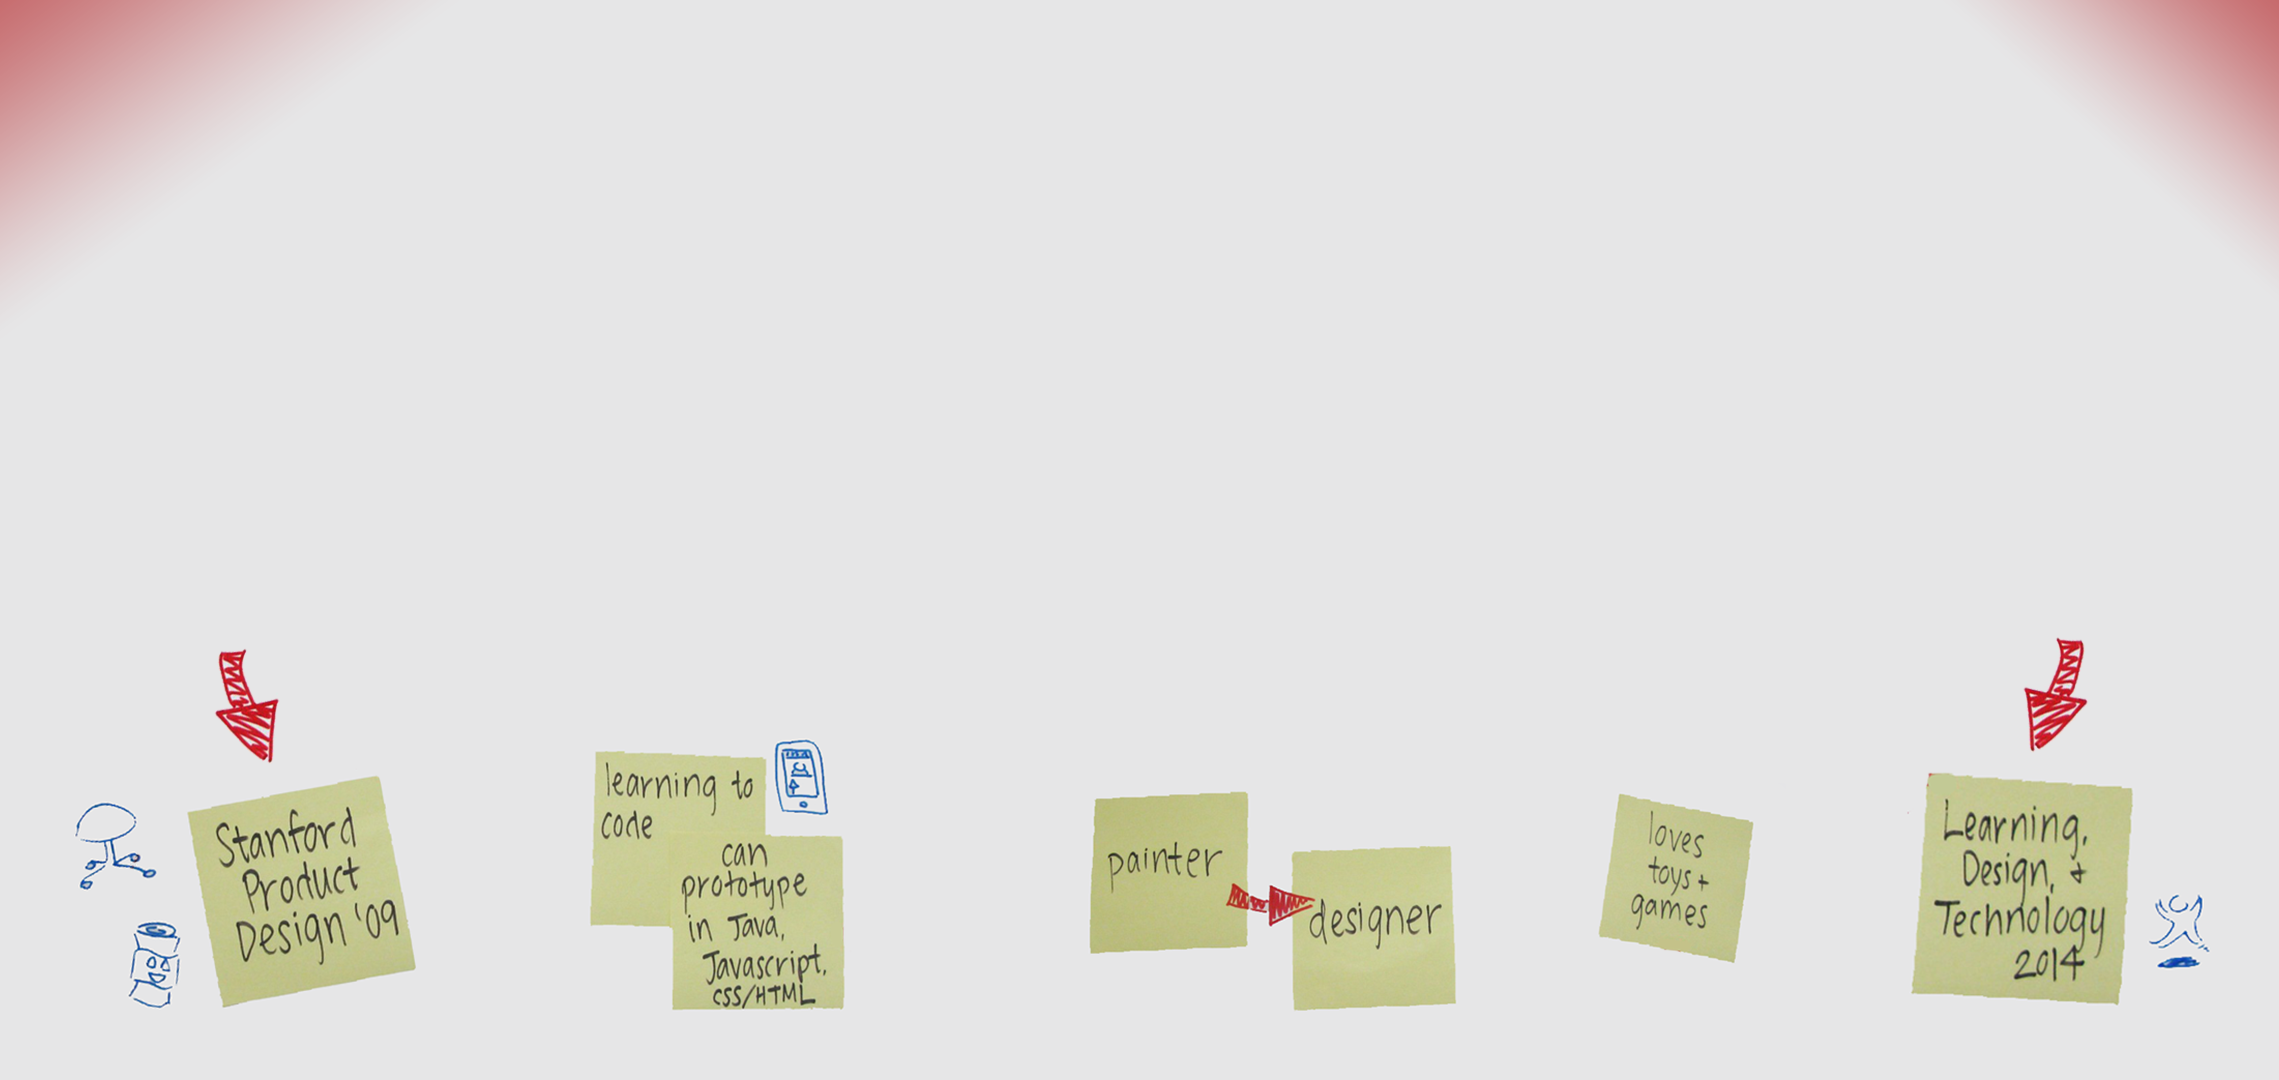 Stanford
Product
Design '09
learning to
code
can
prototype
in Java,
Javascript,
CSS/HTML
painter
designer
loves
toys +
games
Learning,
Design, +
Technology
2014